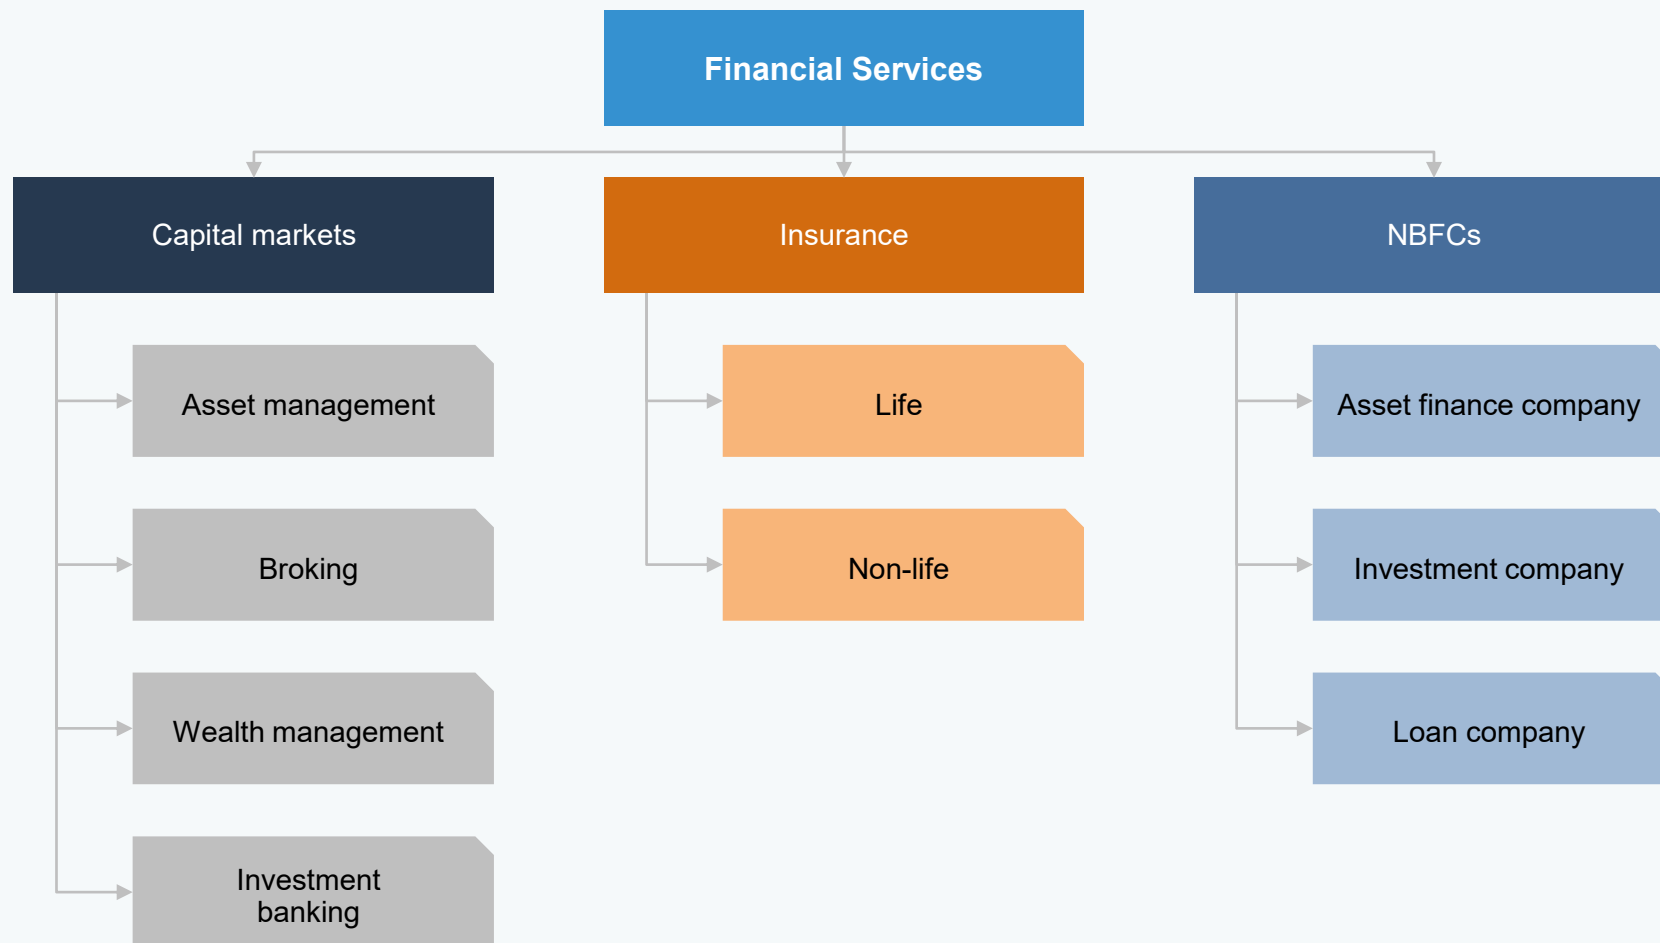 Financial Services
Capital markets
Asset management
Broking
Wealth management
Investment
banking
Insurance
Life
Non-life
NBFCs
Asset finance company
Investment company
Loan company